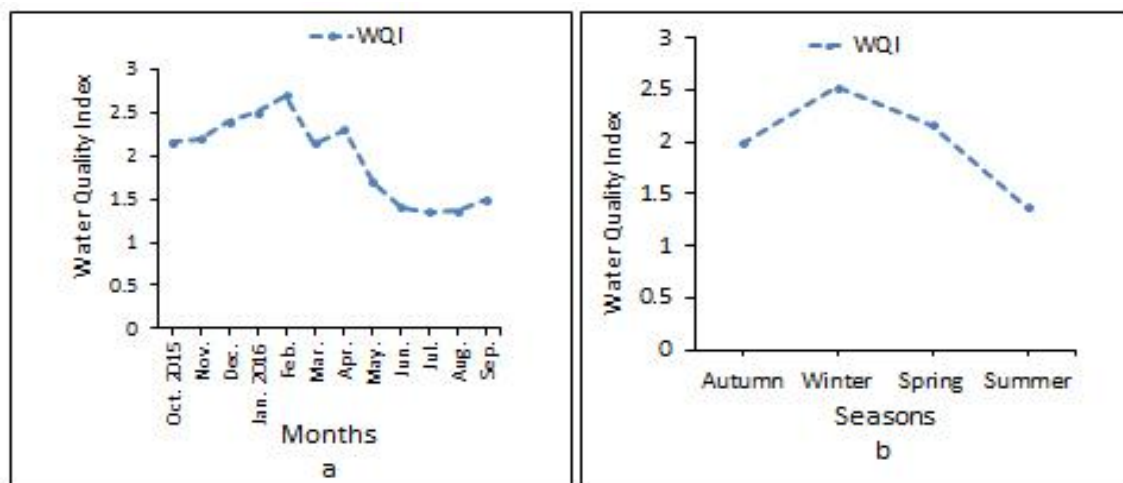 WQI
Water Quality Index
3
2.5
2
1.5
1
0.5
0
Oct. 2015
Nov.
Dec.
Jan. 2016
Feb.
Mar.
Apr.
May.
Jun.
Jul.
Aug.
Sep.
Months
a
WQI
Water Quality Index
3
2.5
2
1.5
1
0.5
0
Autumn Winter Spring Summer
Seasons
b